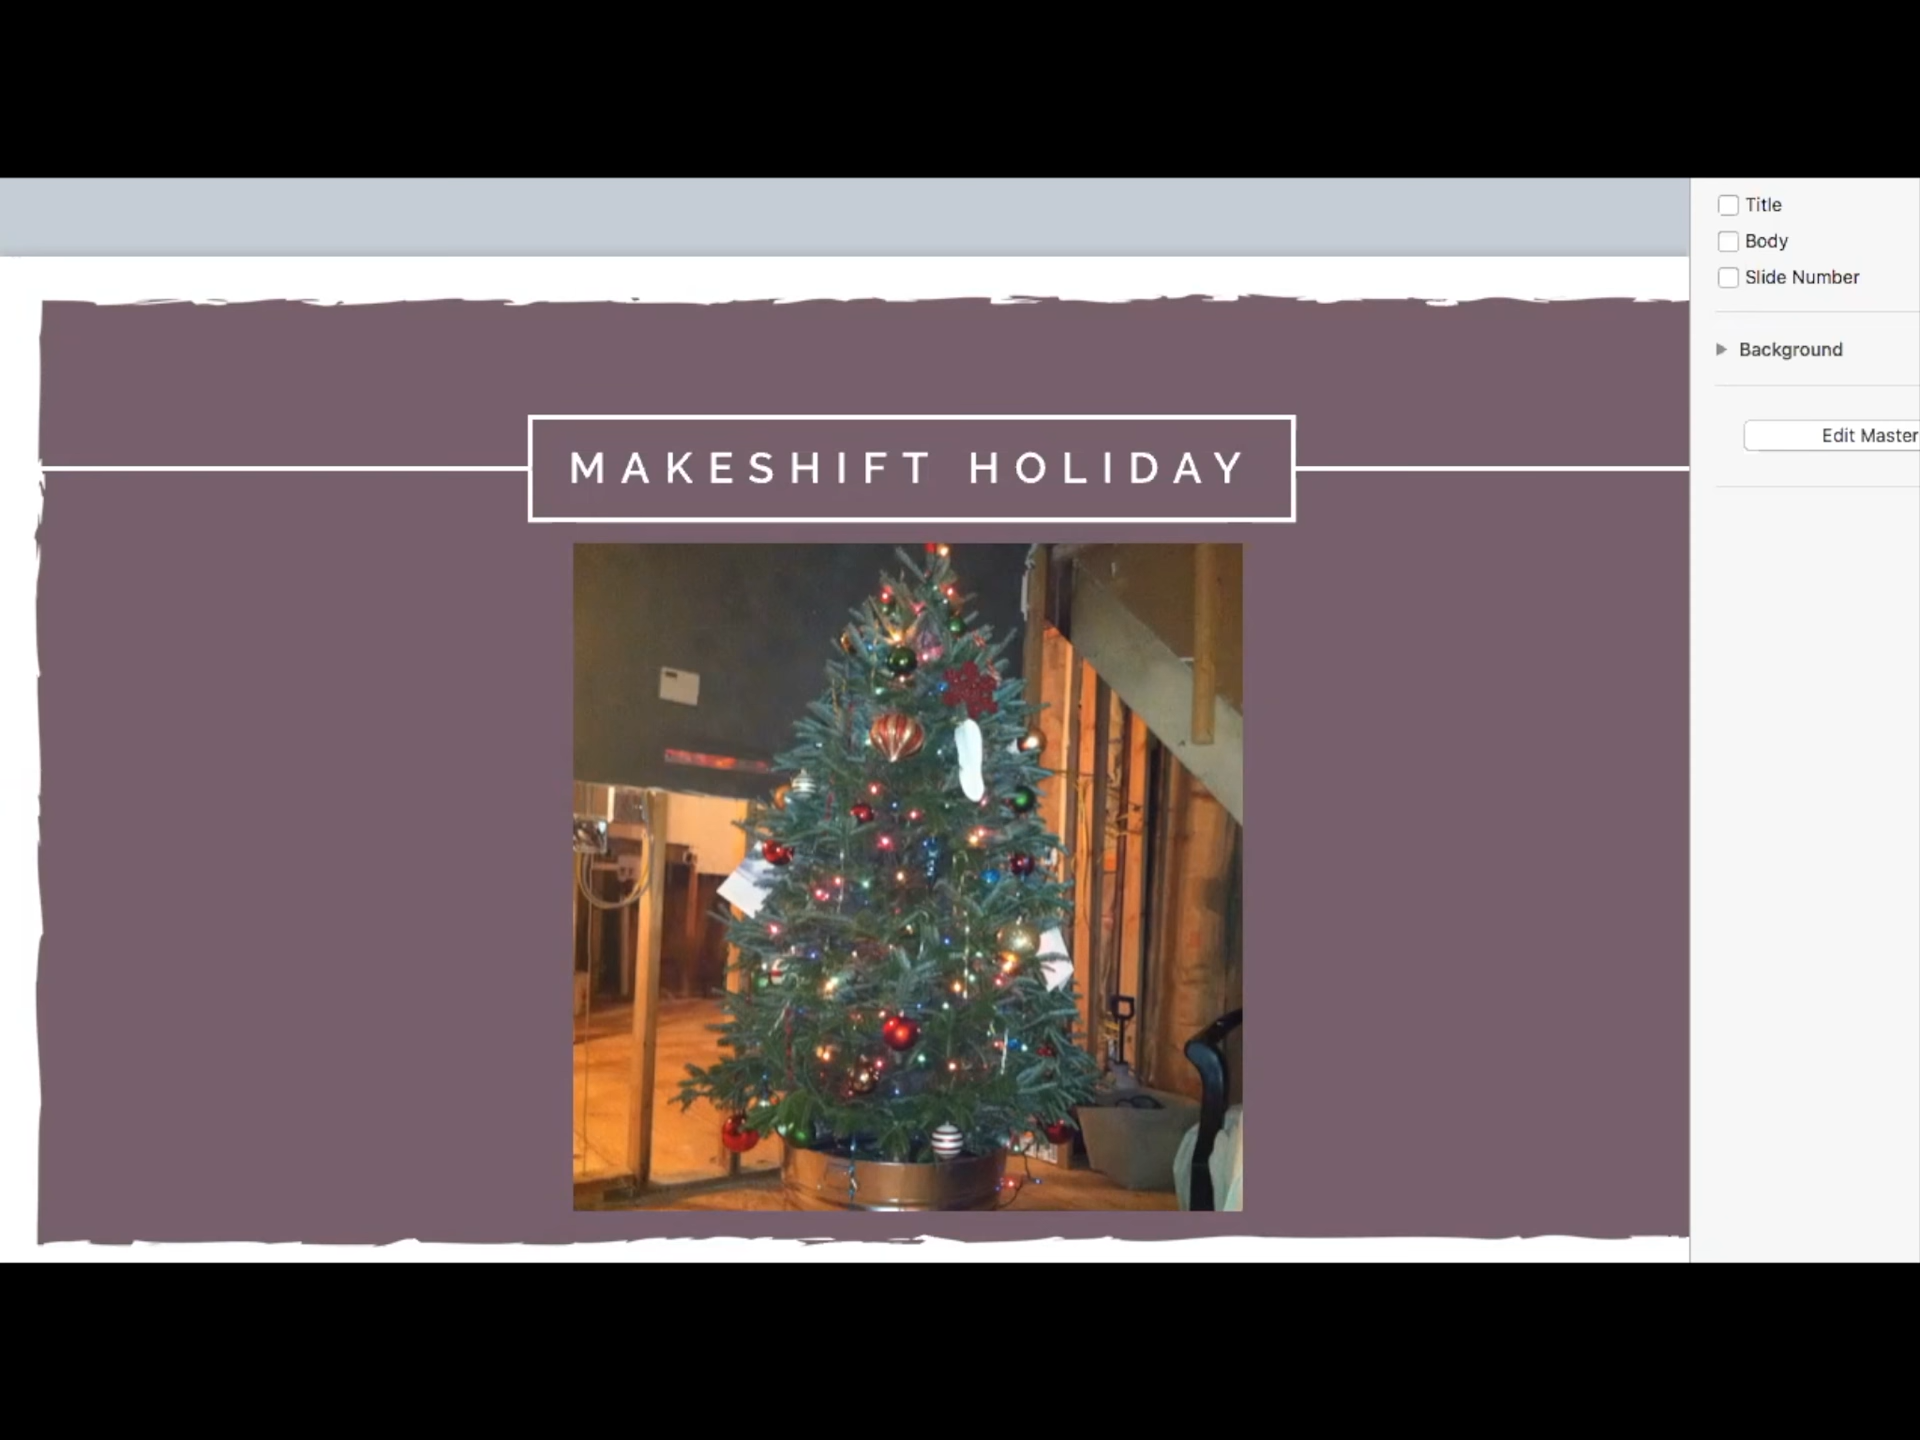 Title
Body
Slide Number
Background
Edit Master
MAKESHIFT HOLIDAY